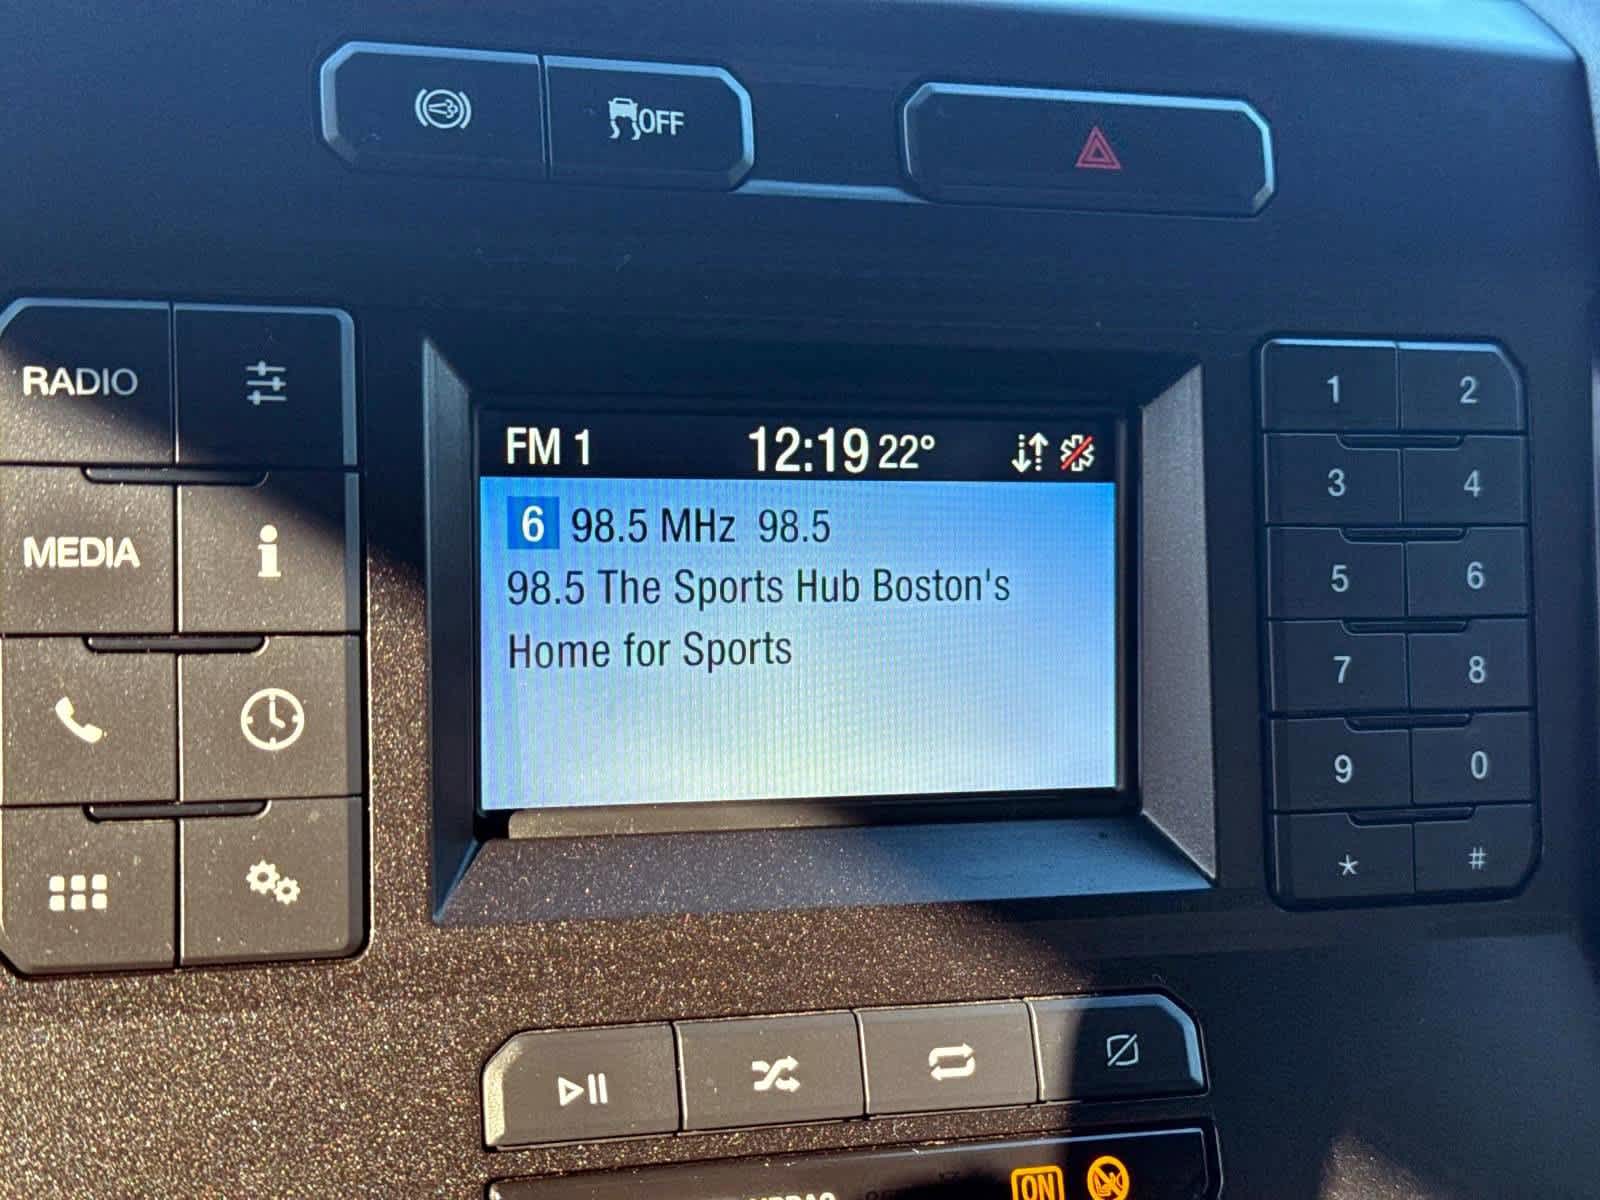 OFF
RADIO
MEDIA
i
FM 1 12:19 22°
6 98.5 MHz 98.5
98.5 The Sports Hub Boston's
Home for Sports
1 2
3 4
5 6
7 8
9 0
* #
ON